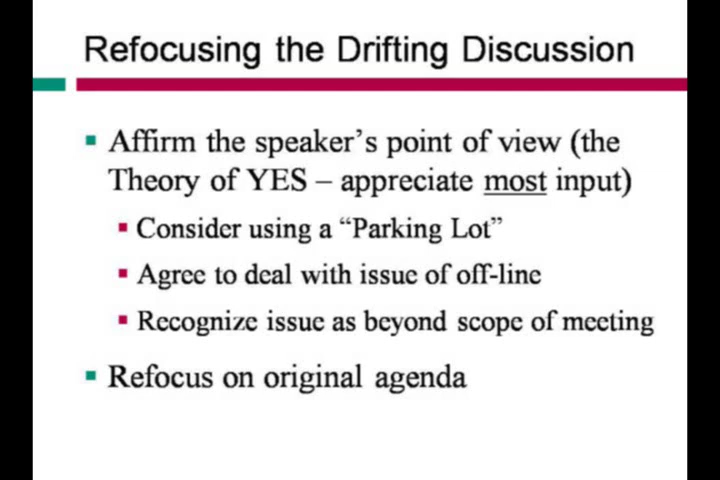 Refocusing the Drifting Discussion
Affirm the speaker's point of view (the
Theory of YES – appreciate most input)
Consider using a “Parking Lot”
Agree to deal with issue of off-line
Recognize issue as beyond scope of meeting
Refocus on original agenda